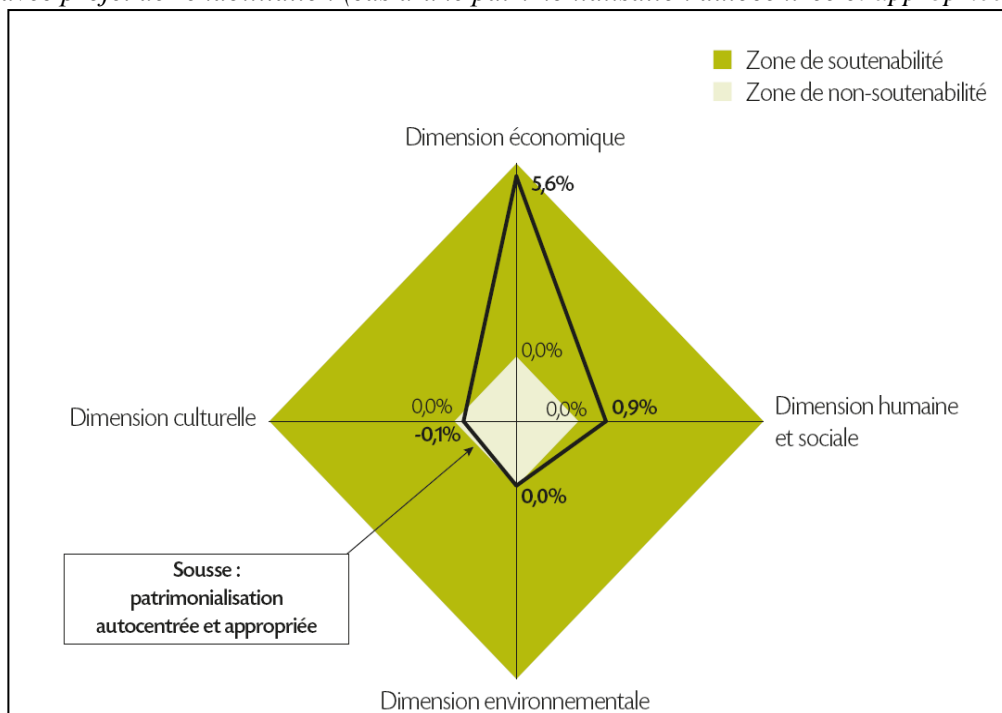 Zone de soutenabilité
Zone de non-soutenabilité
Dimension économique
5,6%
0,0%
Dimension culturelle
0,0%
-0,1%
0,0%
0,9%
Dimension humaine
et sociale
0,0%
Sousse :
patrimonialisation
autocentrée et appropriée
Dimension environnementale